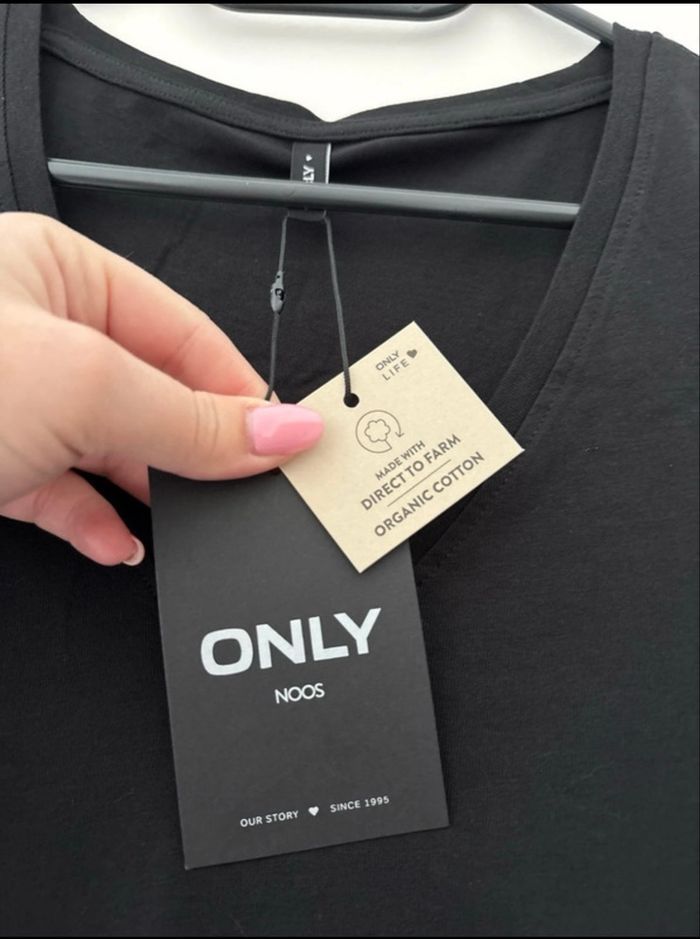 ONLY
LIFE
MADE WITH
DIRECT TO FARM
ORGANIC COTTON
ONLY
NOOS
OUR STORY ♥ SINCE 1995